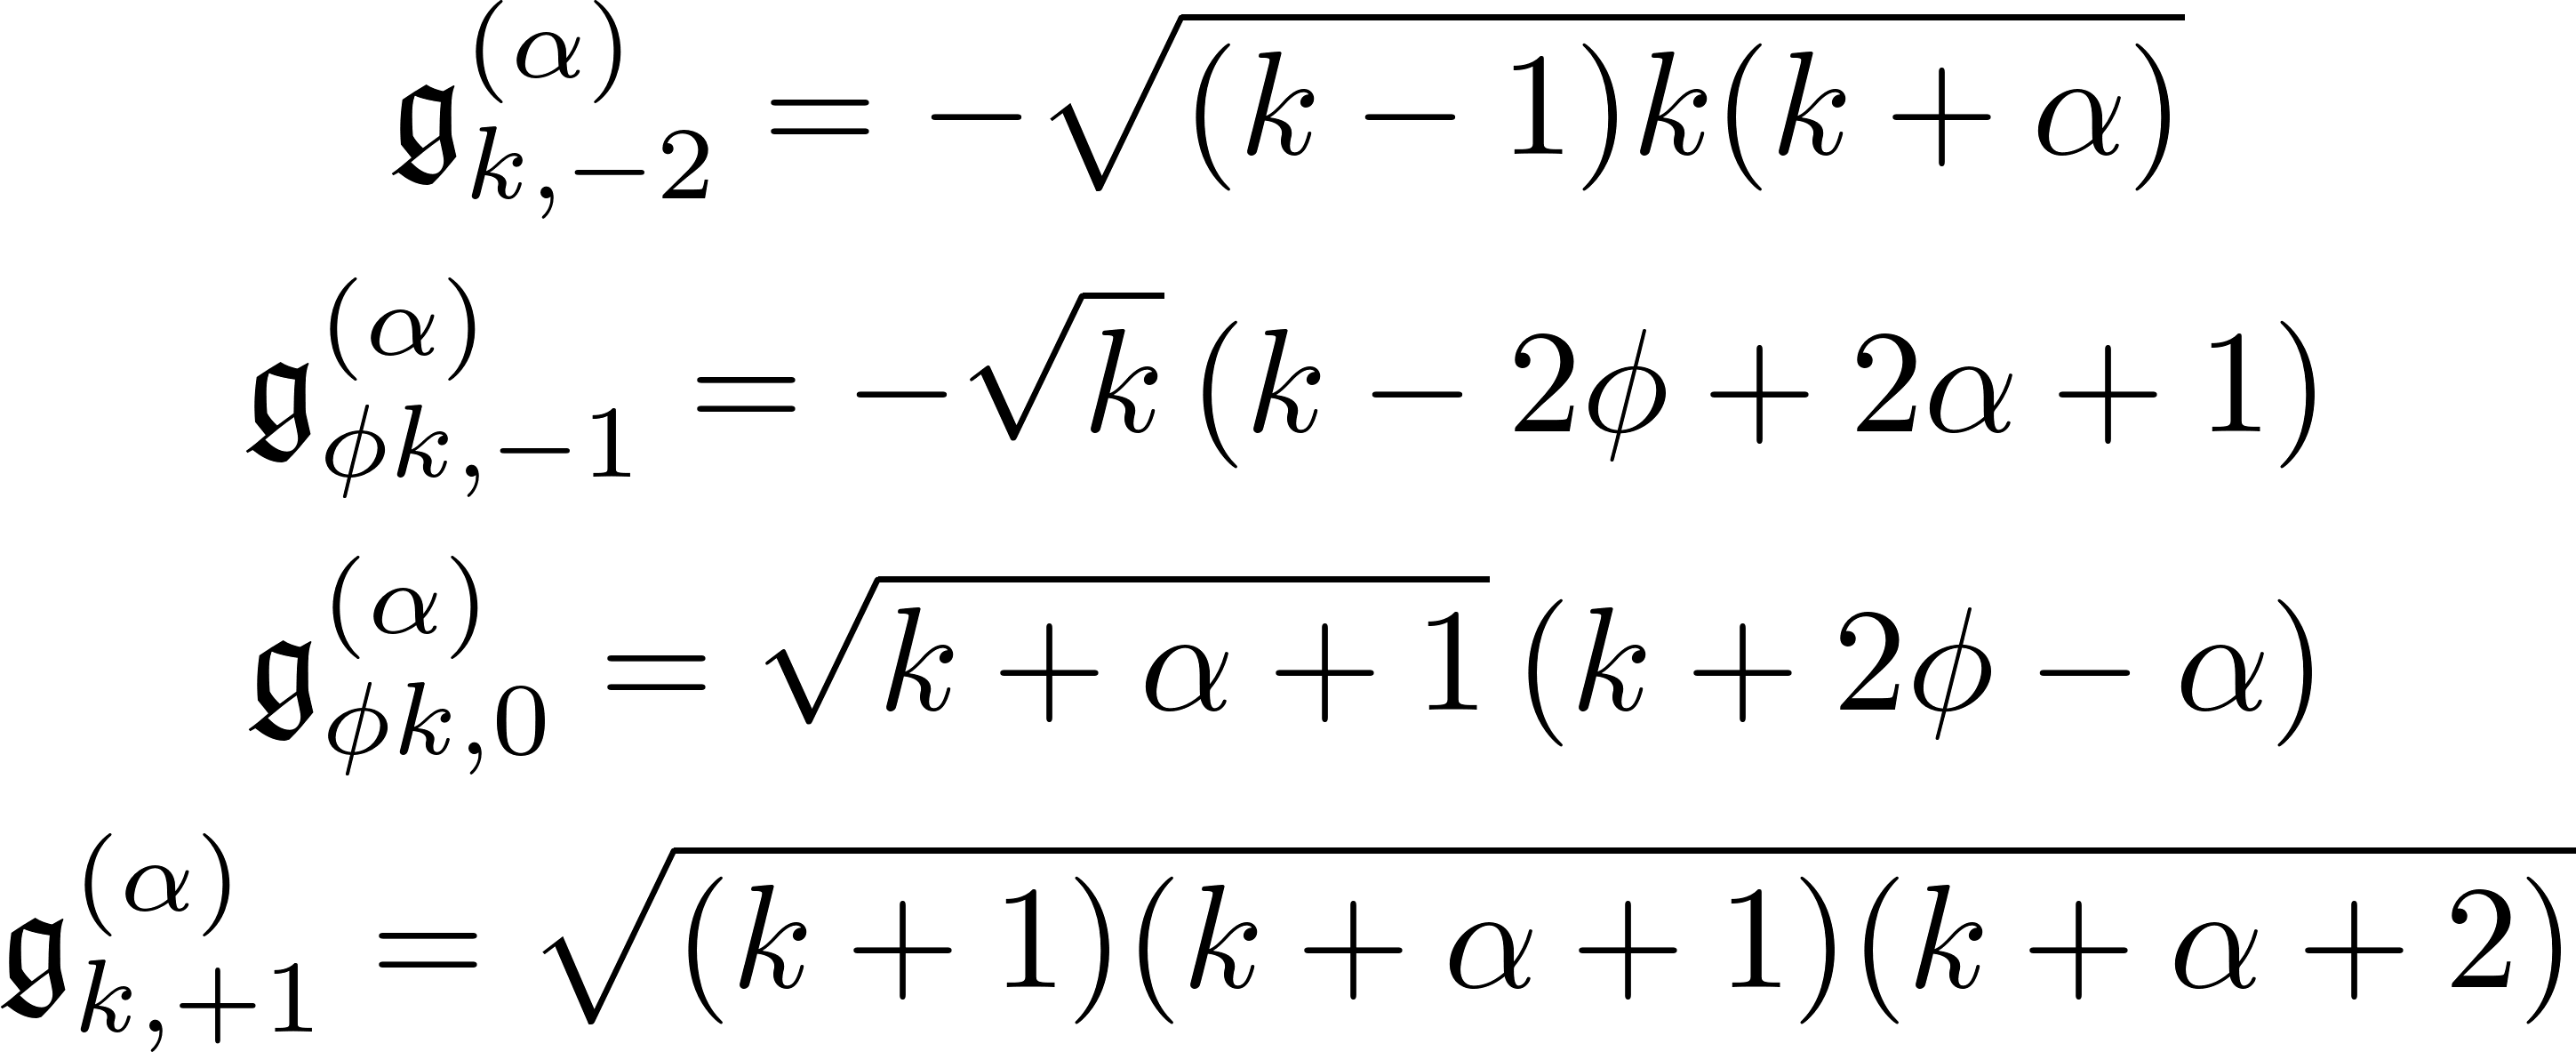 𝔤_{k,−2}^{(α)} = −√((k − 1)k(k + α))
𝔤_{ϕk,−1}^{(α)} = −√k (k − 2ϕ + 2α + 1)
𝔤_{ϕk,0}^{(α)} = √(k + α + 1) (k + 2ϕ − α)
𝔤_{k,+1}^{(α)} = √((k + 1)(k + α + 1)(k + α + 2))